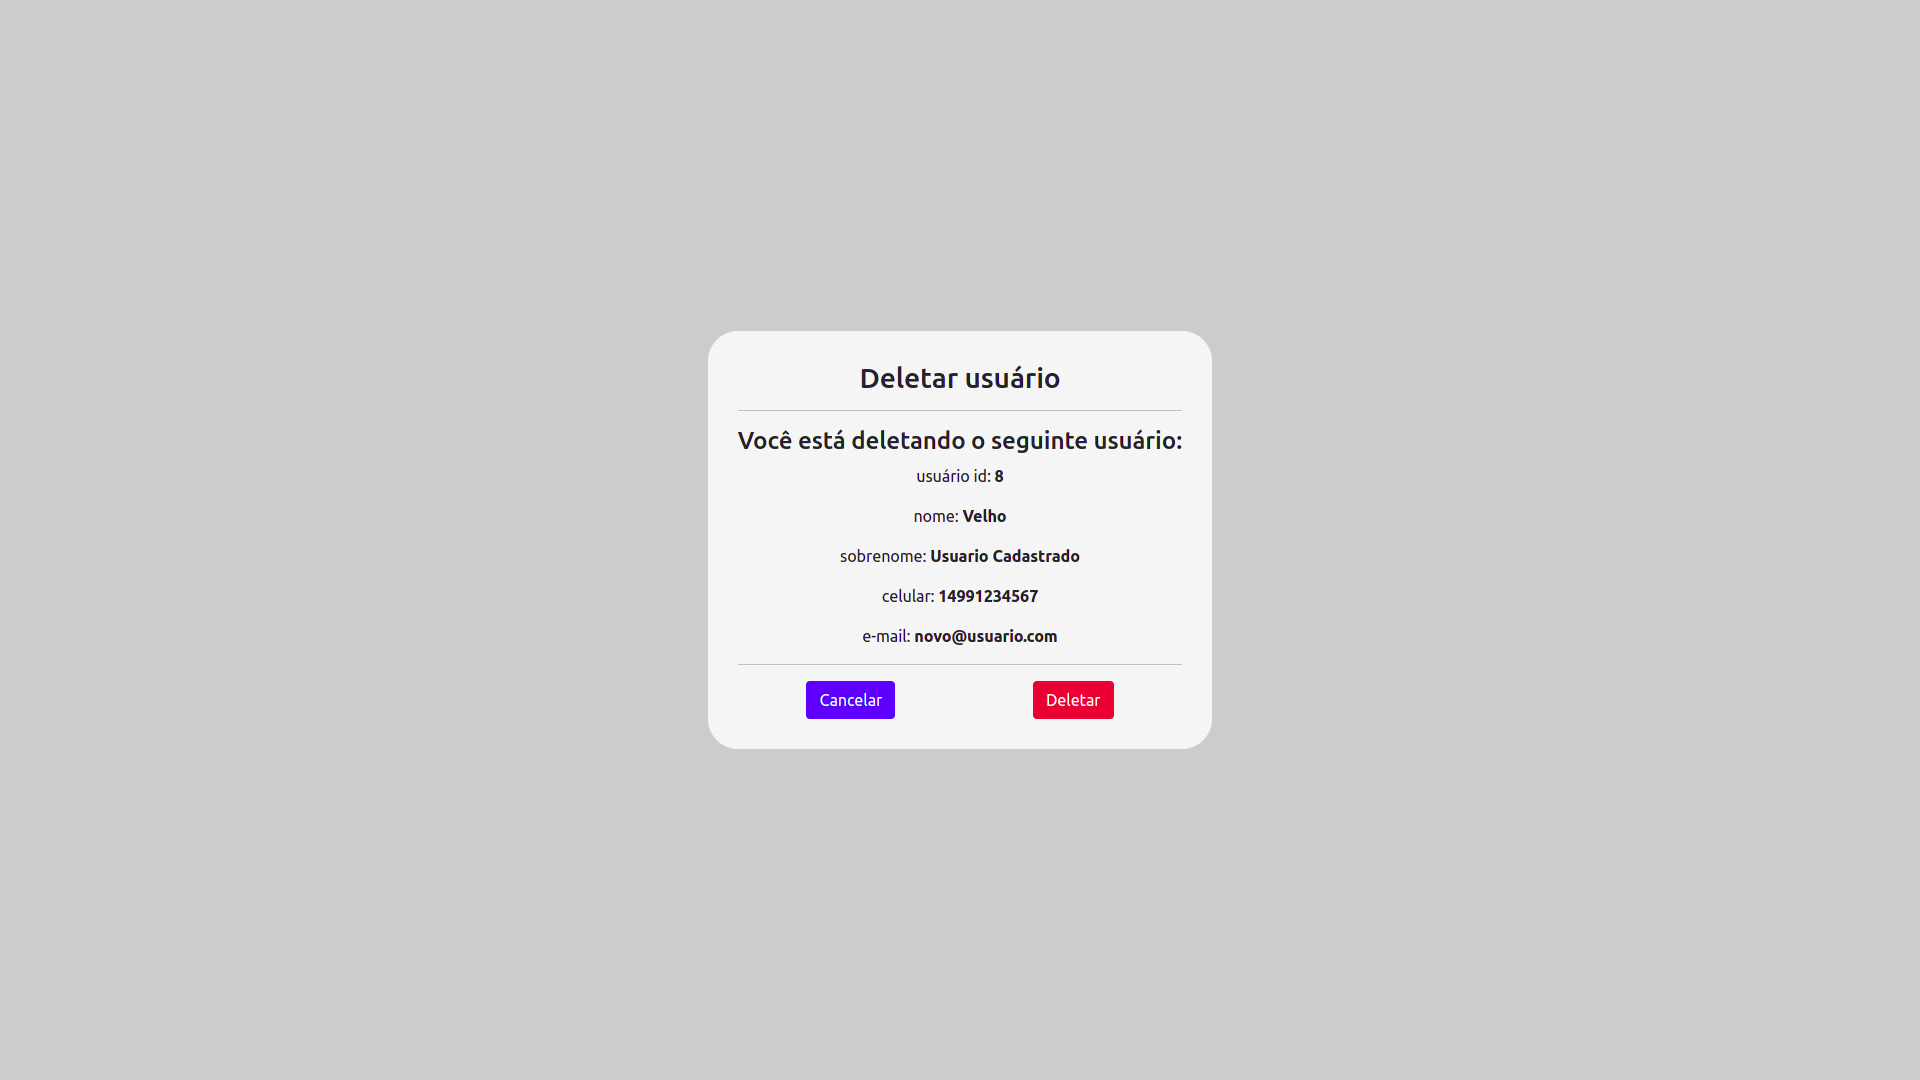 Deletar usuário
Você está deletando o seguinte usuário:
usuário id: 8
nome: Velho
sobrenome: Usuario Cadastrado
celular: 14991234567
e-mail: novo@usuario.com
Cancelar
Deletar